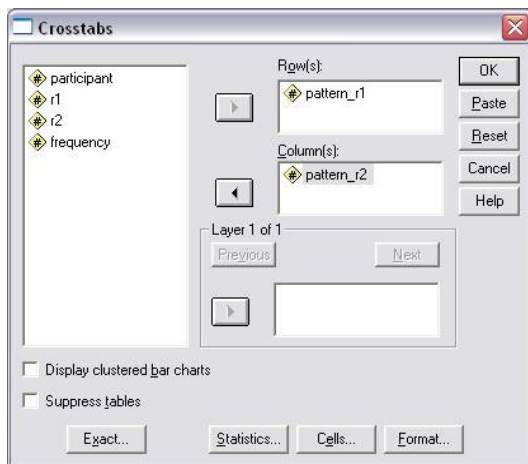 Crosstabs
participant
r1
r2
frequency
Row(s):
pattern_r1
Column(s):
pattern_r2
Layer 1 of 1
Previous
Next
OK
Paste
Reset
Cancel
Help
Display clustered bar charts
Suppress tables
Exact...
Statistics...
Cells...
Format...